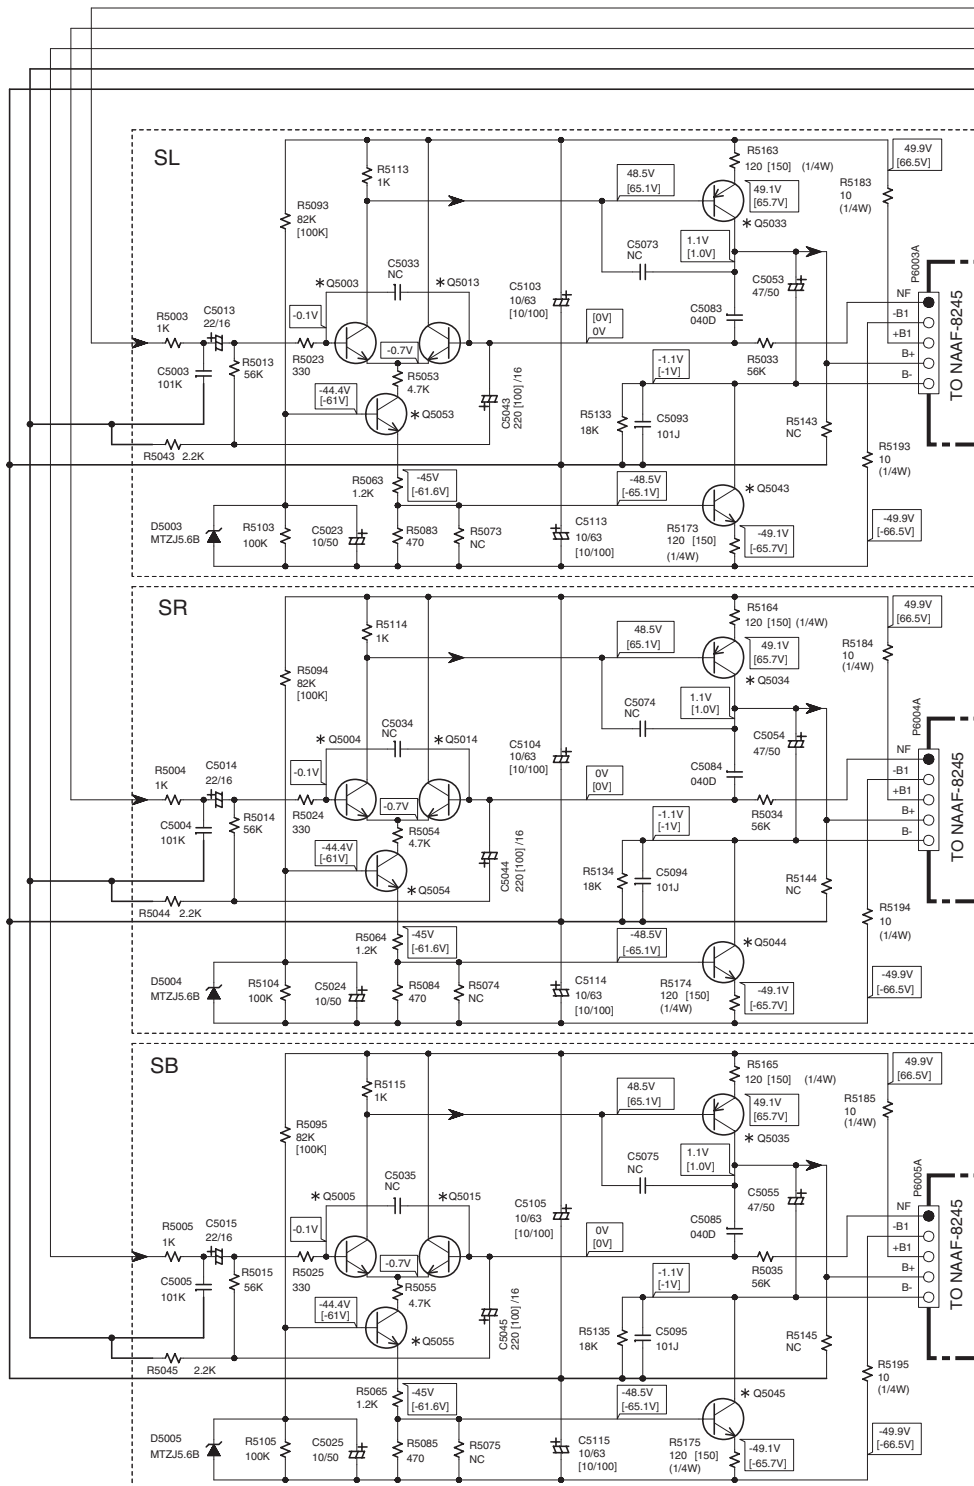 SL
R5163
120 [150] (1/4W)
49.9V
[66.5V]
R5113
1K
48.5V
[65.1V]
49.1V
[65.7V]
R5183
10
(1/4W)
R5093
82K
[100K]
* Q5033
C5073
NC
1.1V
[1.0V]
C5053
47/50
P6003A
C5033
NC
* Q5003
* Q5013
C5103
10/63
[10/100]
NF
-B1
+B1
B+
B-
TO NAAF-8245
C5083
040D
C5013
22/16
-0.1V
[0V]
0V
R5003
1K
R5013
56K
R5023
330
-0.7V
R5033
56K
C5003
101K
R5053
4.7K
-1.1V
[-1V]
-44.4V
[-61V]
* Q5053
C5043
220 [100] /16
R5133
18K
C5093
101J
R5143
NC
R5043 2.2K
R5193
10
(1/4W)
R5063
1.2K
-45V
[-61.6V]
-48.5V
[-65.1V]
* Q5043
D5003
MTZJ5.6B
R5103
100K
C5023
10/50
R5083
470
R5073
NC
C5113
10/63
[10/100]
R5173
120 [150]
(1/4W)
-49.1V
[-65.7V]
-49.9V
[-66.5V]
SR
R5164
120 [150] (1/4W)
49.9V
[66.5V]
R5114
1K
48.5V
[65.1V]
49.1V
[65.7V]
R5184
10
(1/4W)
R5094
82K
[100K]
* Q5034
C5074
NC
1.1V
[1.0V]
C5054
47/50
P6004A
C5034
NC
* Q5004
* Q5014
C5104
10/63
[10/100]
NF
-B1
+B1
B+
B-
TO NAAF-8245
C5084
040D
C5014
22/16
-0.1V
0V
[0V]
R5004
1K
R5014
56K
R5024
330
-0.7V
R5034
56K
C5004
101K
R5054
4.7K
-1.1V
[-1V]
-44.4V
[-61V]
* Q5054
C5044
220 [100] /16
R5134
18K
C5094
101J
R5144
NC
R5044 2.2K
R5194
10
(1/4W)
R5064
1.2K
-45V
[-61.6V]
-48.5V
[-65.1V]
* Q5044
D5004
MTZJ5.6B
R5104
100K
C5024
10/50
R5084
470
R5074
NC
C5114
10/63
[10/100]
R5174
120 [150]
(1/4W)
-49.1V
[-65.7V]
-49.9V
[-66.5V]
SB
R5165
120 [150] (1/4W)
49.9V
[66.5V]
R5115
1K
48.5V
[65.1V]
49.1V
[65.7V]
R5185
10
(1/4W)
R5095
82K
[100K]
* Q5035
C5075
NC
1.1V
[1.0V]
C5055
47/50
P6005A
C5035
NC
* Q5005
* Q5015
C5105
10/63
[10/100]
NF
-B1
+B1
B+
B-
TO NAAF-8245
C5085
040D
C5015
22/16
-0.1V
0V
[0V]
R5005
1K
R5015
56K
R5025
330
-0.7V
R5035
56K
C5005
101K
R5055
4.7K
-1.1V
[-1V]
-44.4V
[-61V]
* Q5055
C5045
220 [100] /16
R5135
18K
C5095
101J
R5145
NC
R5045 2.2K
R5195
10
(1/4W)
R5065
1.2K
-45V
[-61.6V]
-48.5V
[-65.1V]
* Q5045
D5005
MTZJ5.6B
R5105
100K
C5025
10/50
R5085
470
R5075
NC
C5115
10/63
[10/100]
R5175
120 [150]
(1/4W)
-49.1V
[-65.7V]
-49.9V
[-66.5V]